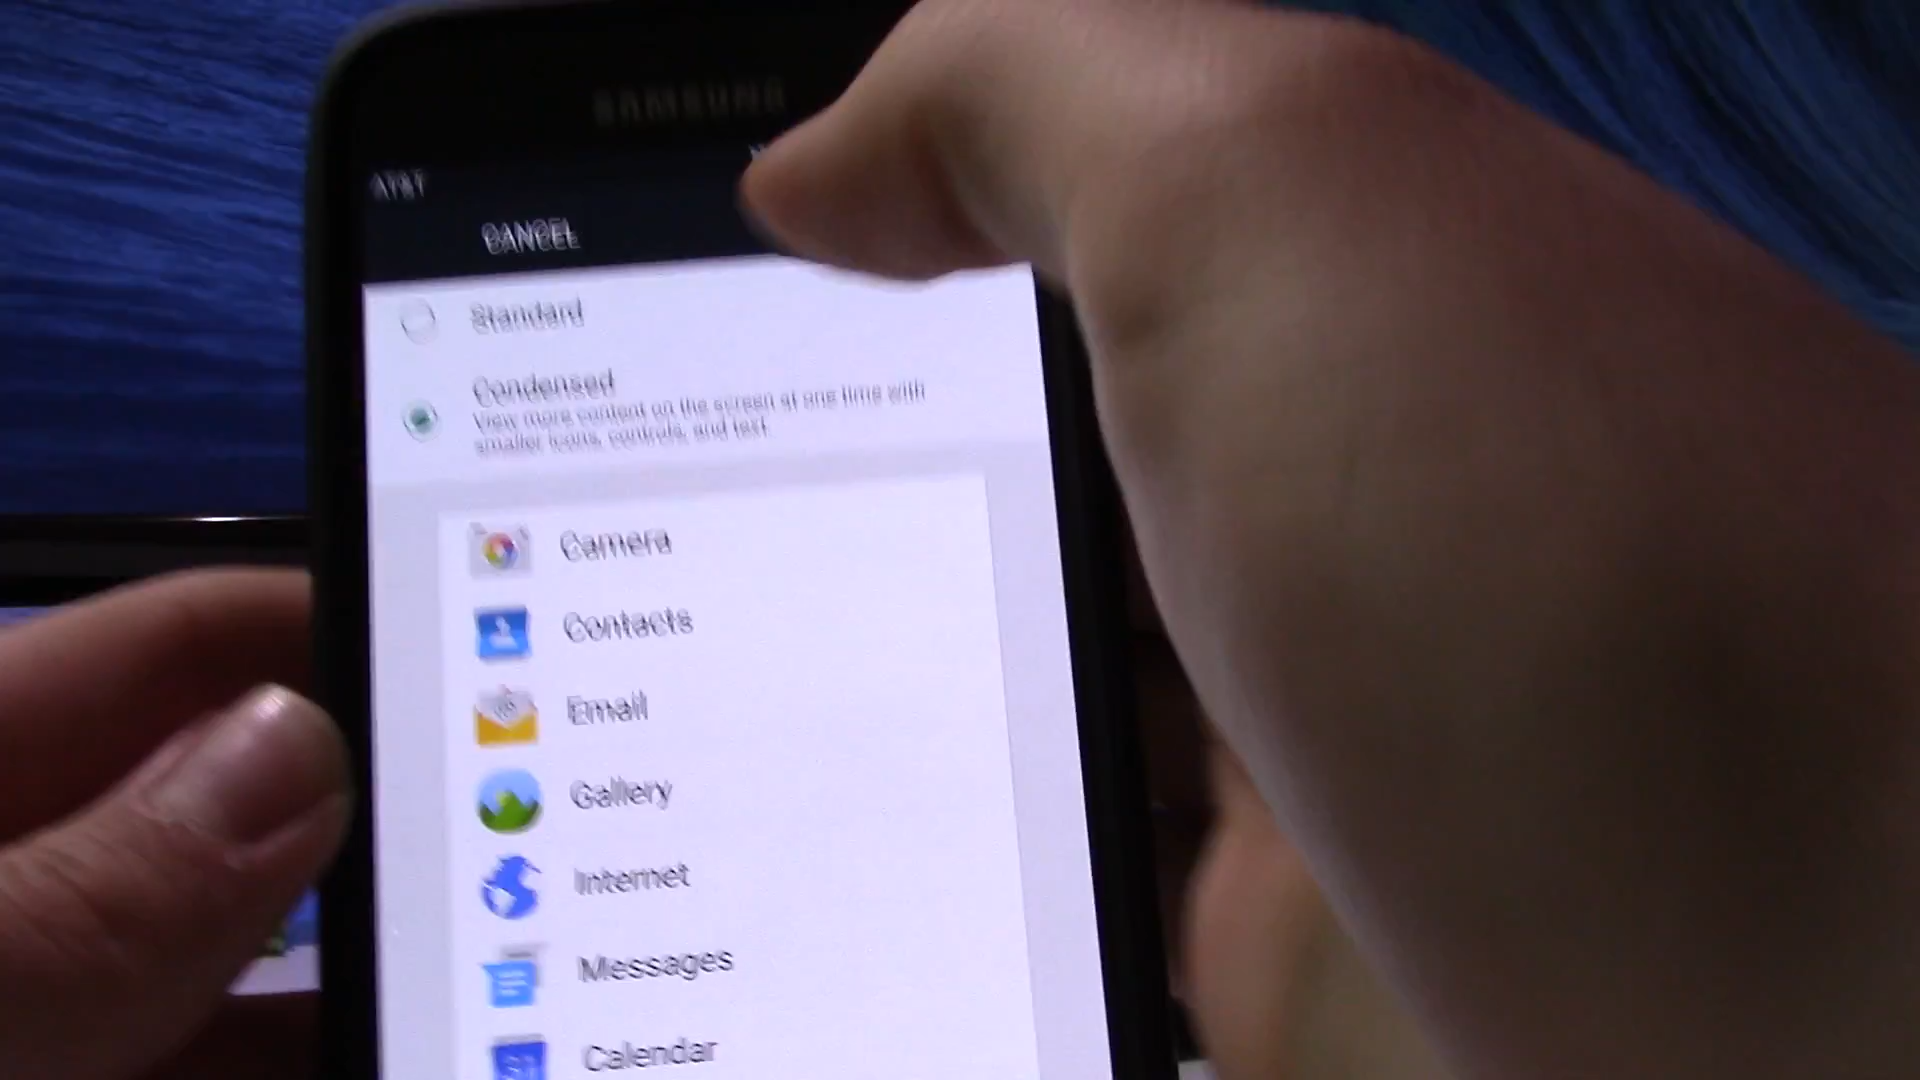 SAMSUNG
AT&T
CANCEL
Standard
Condensed
View more content on the screen at one time with
smaller icons, controls, and text.
Camera
Contacts
Email
Gallery
Internet
Messages
Calendar